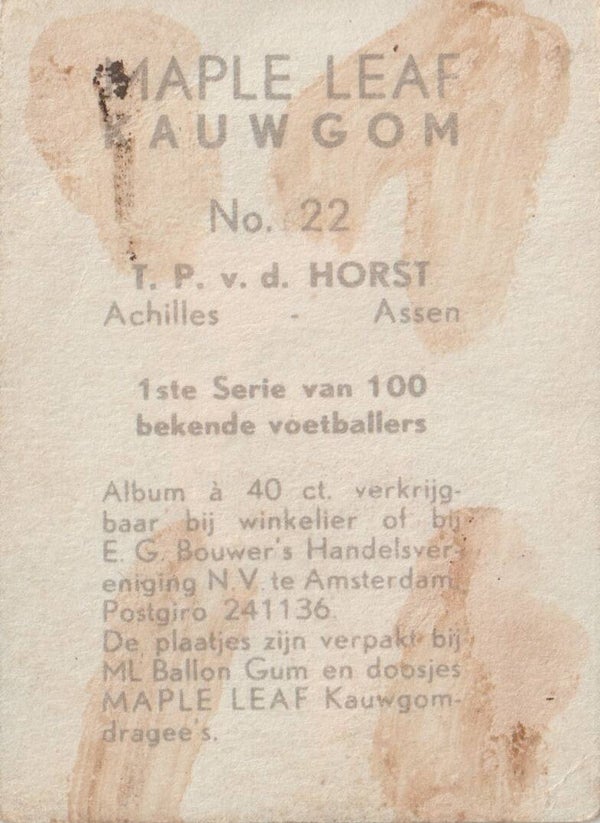 MAPLE LEAF
KAUWGOM
No. 22
T. P. v. d. HORST
Achilles - Assen
1ste Serie van 100
bekende voetballers
Album à 40 ct. verkrijg-
baar bij winkelier of bij
E. G. Bouwer's Handelsver-
eniging N.V. te Amsterdam,
Postgiro 241136.
De plaatjes zijn verpakt bij
ML Ballon Gum en doosjes
MAPLE LEAF Kauwgom-
dragee's.